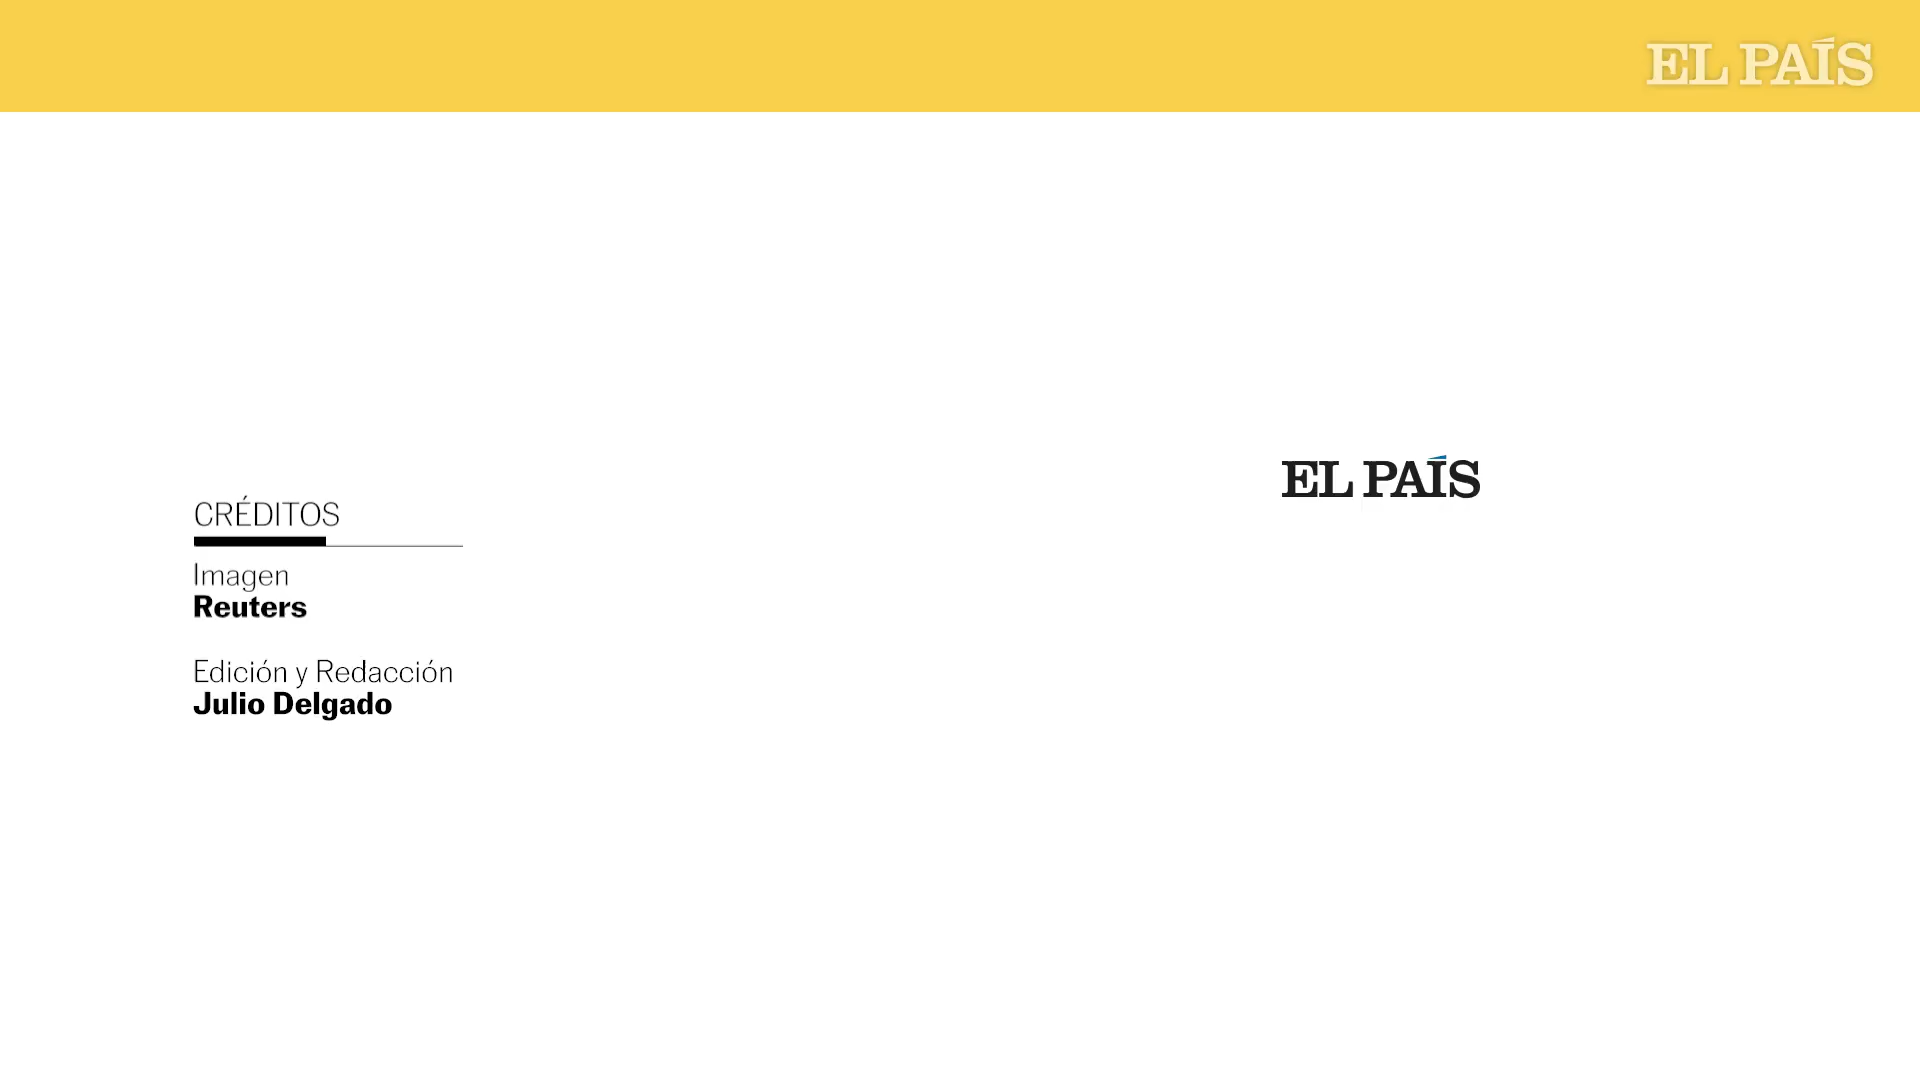 EL PAÍS
EL PAÍS
CRÉDITOS
Imagen
Reuters
Edición y Redacción
Julio Delgado